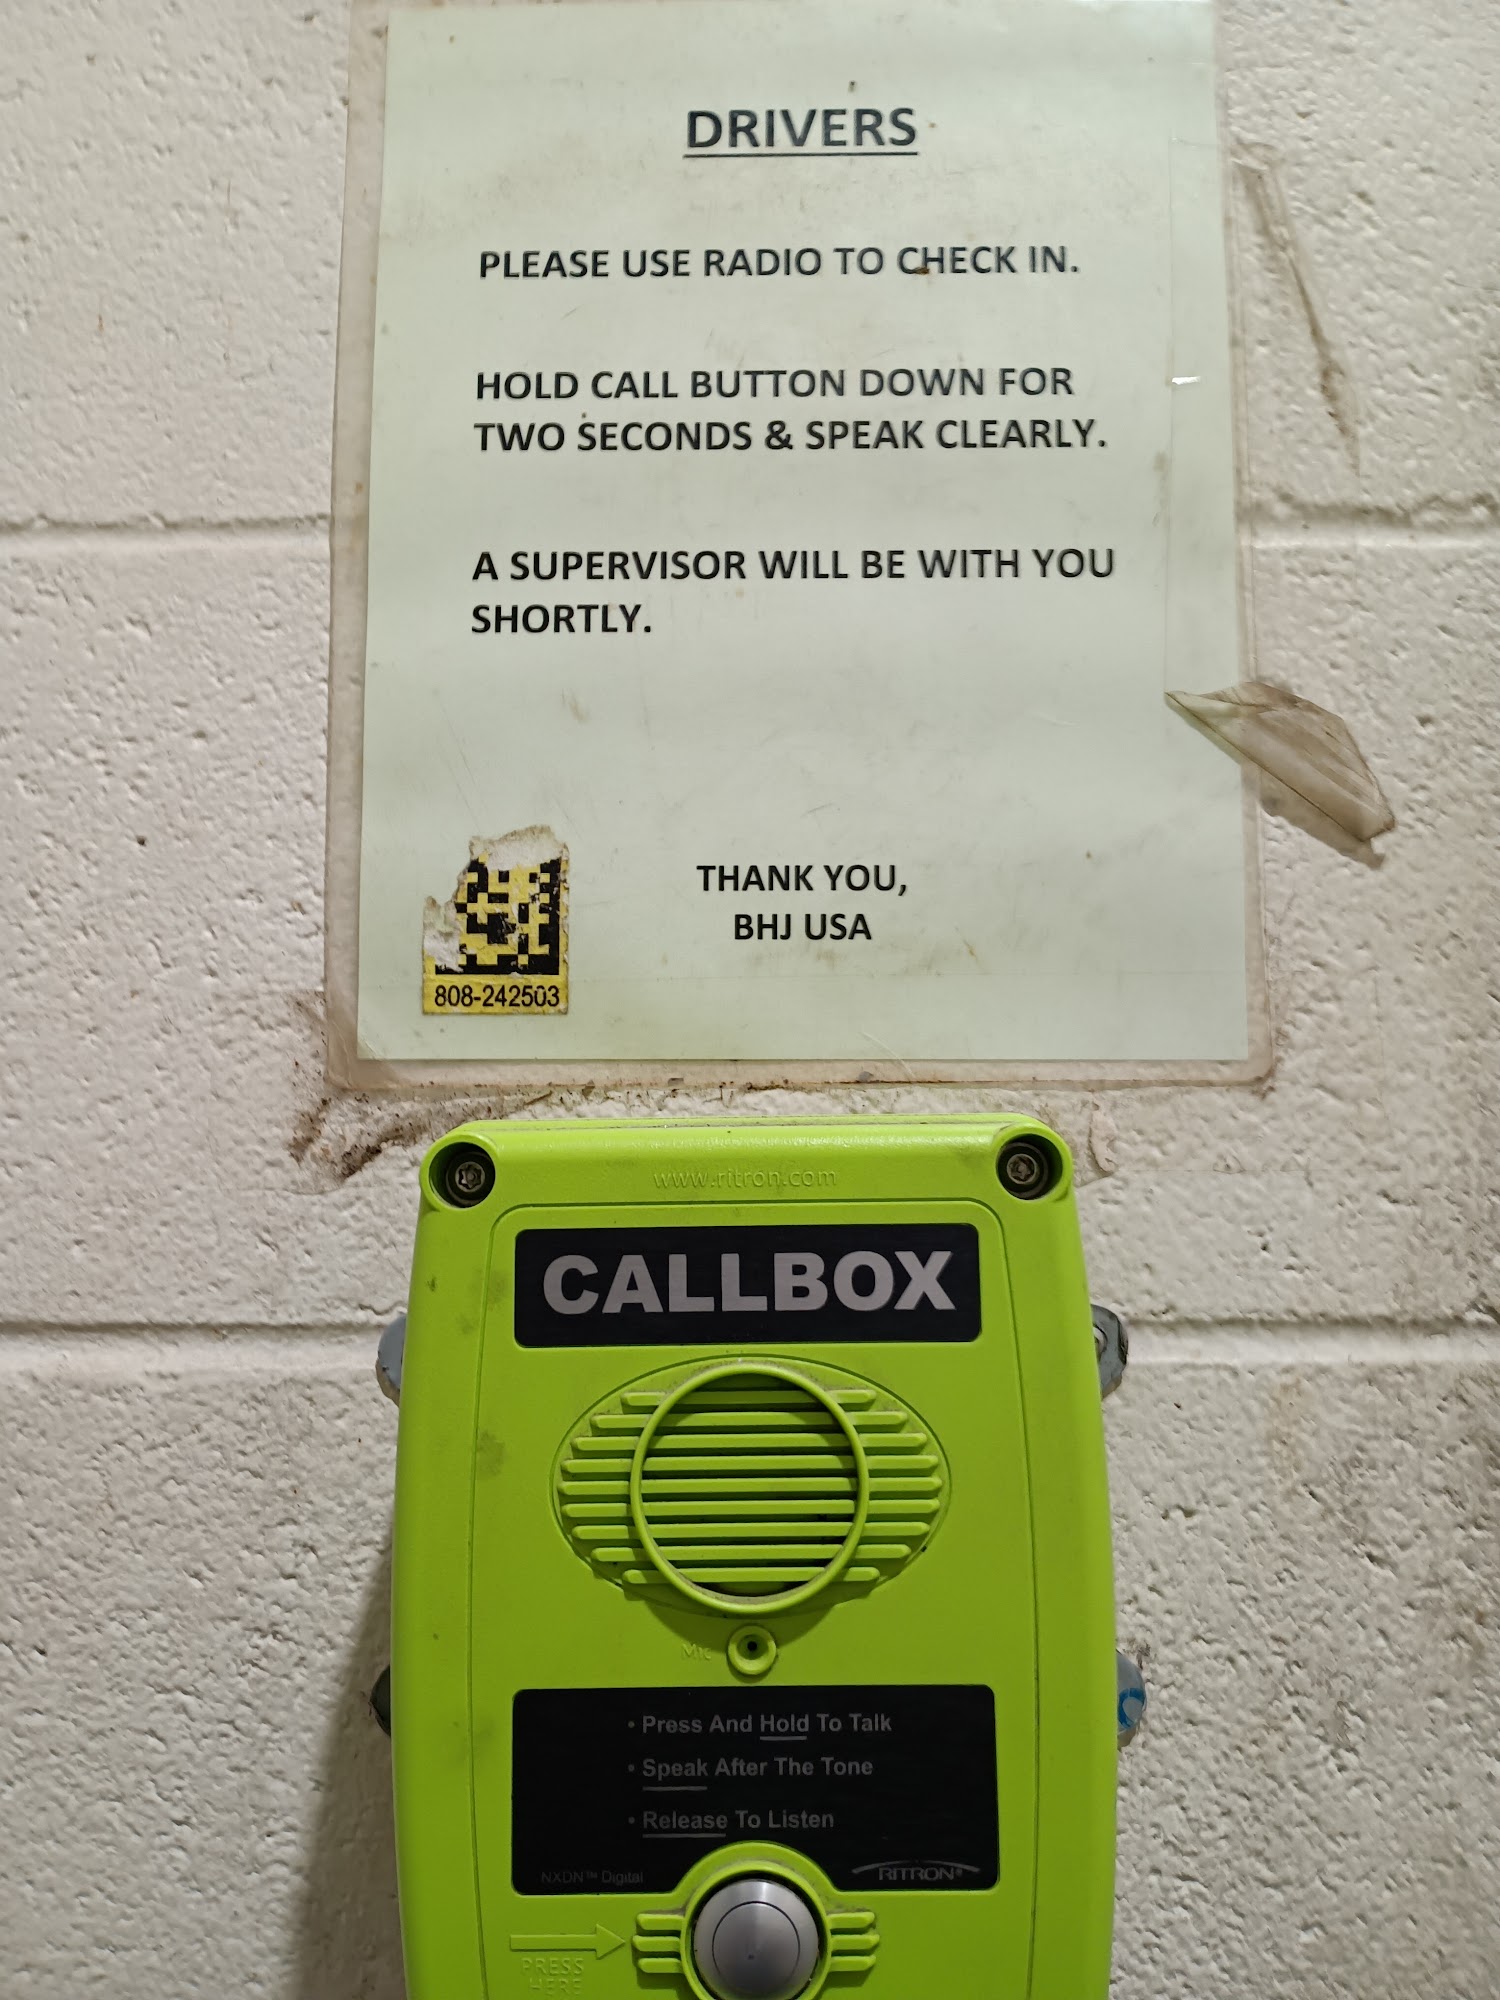 DRIVERS
PLEASE USE RADIO TO CHECK IN.
HOLD CALL BUTTON DOWN FOR
TWO SECONDS & SPEAK CLEARLY.
A SUPERVISOR WILL BE WITH YOU
SHORTLY.
THANK YOU,
BHJ USA
808-242503
www.ritron.com
CALLBOX
Mic
• Press And Hold To Talk
• Speak After The Tone
• Release To Listen
NXDN™ Digital
RITRON®
PRESS
HERE